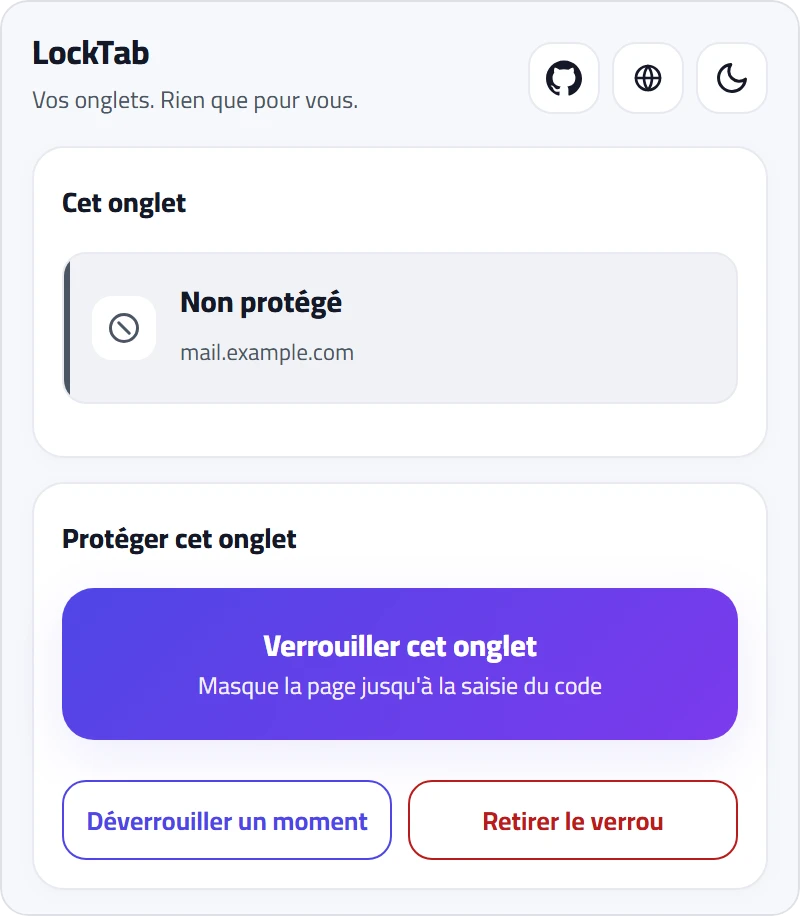 LockTab
Vos onglets. Rien que pour vous.
Cet onglet
Non protégé
mail.example.com
Protéger cet onglet
Verrouiller cet onglet
Masque la page jusqu'à la saisie du code
Déverrouiller un moment
Retirer le verrou